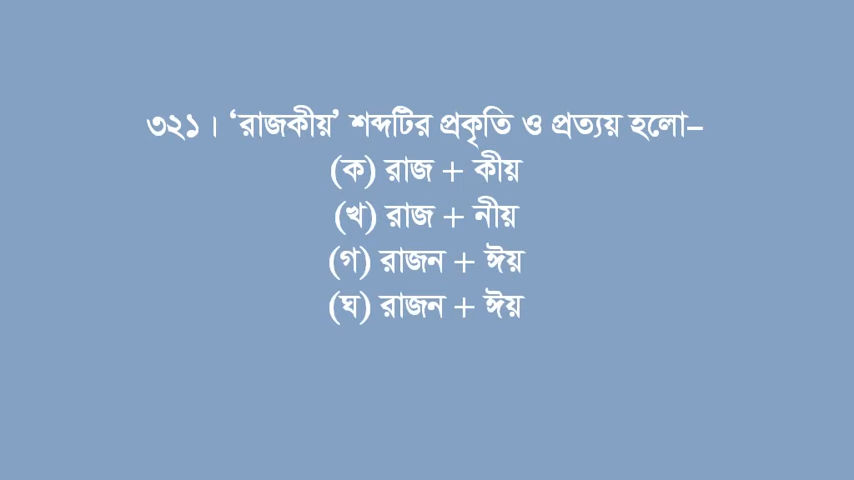 ৩২১। ‘রাজকীয়’ শব্দটির প্রকৃতি ও প্রত্যয় হলো–
(ক) রাজ + কীয়
(খ) রাজ + নীয়
(গ) রাজন + ঈয়
(ঘ) রাজন + ঈয়